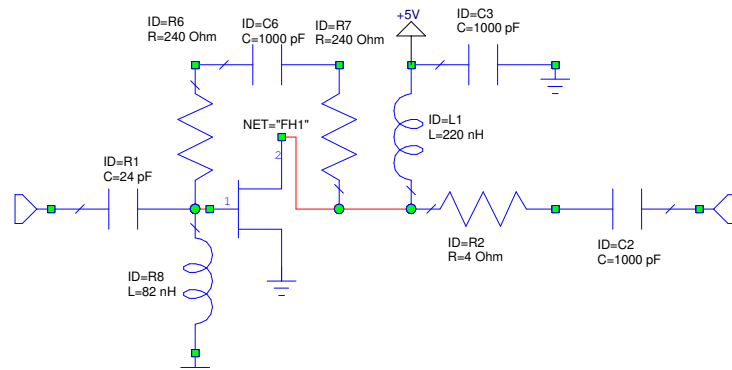 ID=R6
R=240 Ohm
ID=C6
C=1000 pF
ID=R7
R=240 Ohm
+5V
ID=C3
C=1000 pF
NET="FH1"
ID=L1
L=220 nH
2
ID=R1
C=24 pF
1
ID=R2
R=4 Ohm
ID=C2
C=1000 pF
ID=R8
L=82 nH